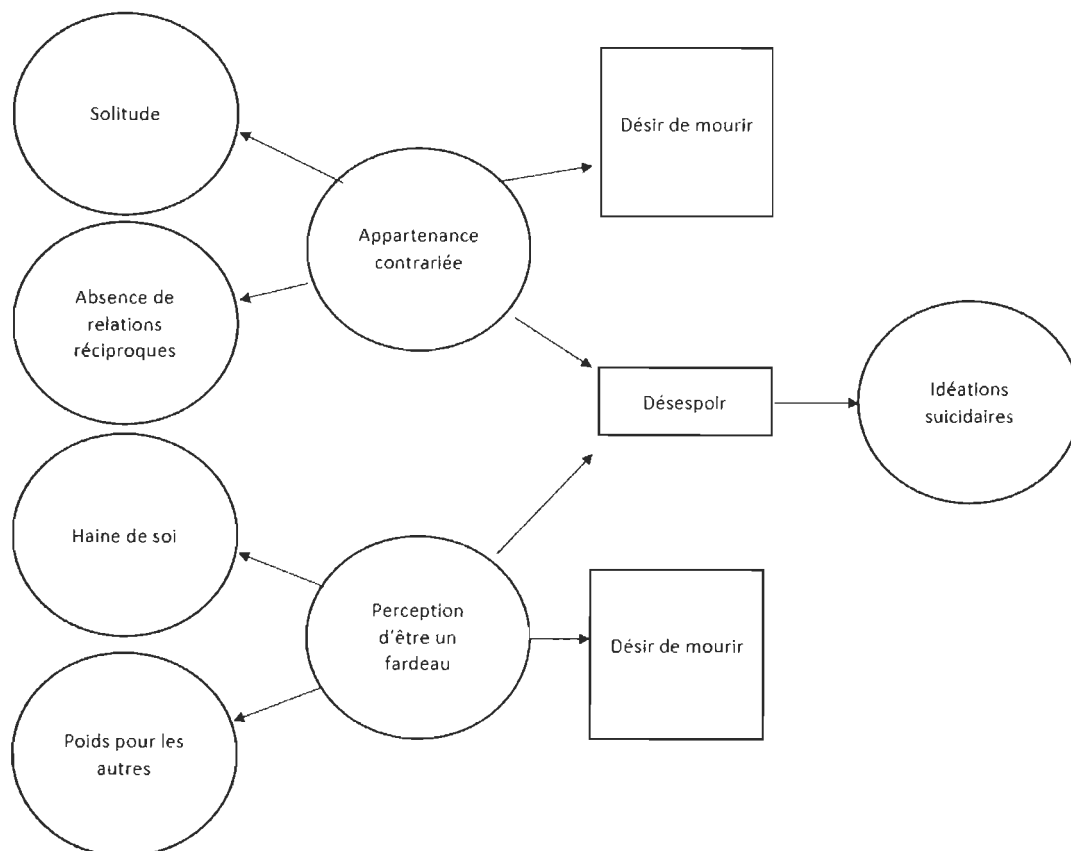 Solitude
Désir de mourir
Appartenance
contrariée
Absence de
relations
réciproques
Désespoir
Idéations
suicidaires
Haine de soi
Perception
d'être un
fardeau
Désir de mourir
Poids pour les
autres